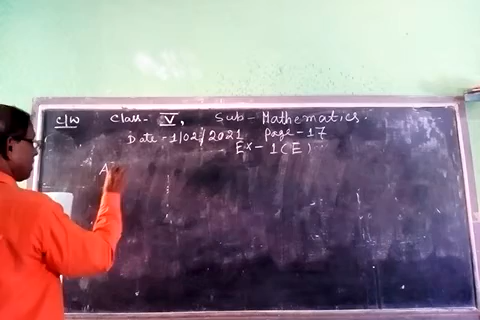 C/W Class - V, Sub - Mathematics.
Date - 1/02/2021 Page - 17
Ex - 1(E)
A